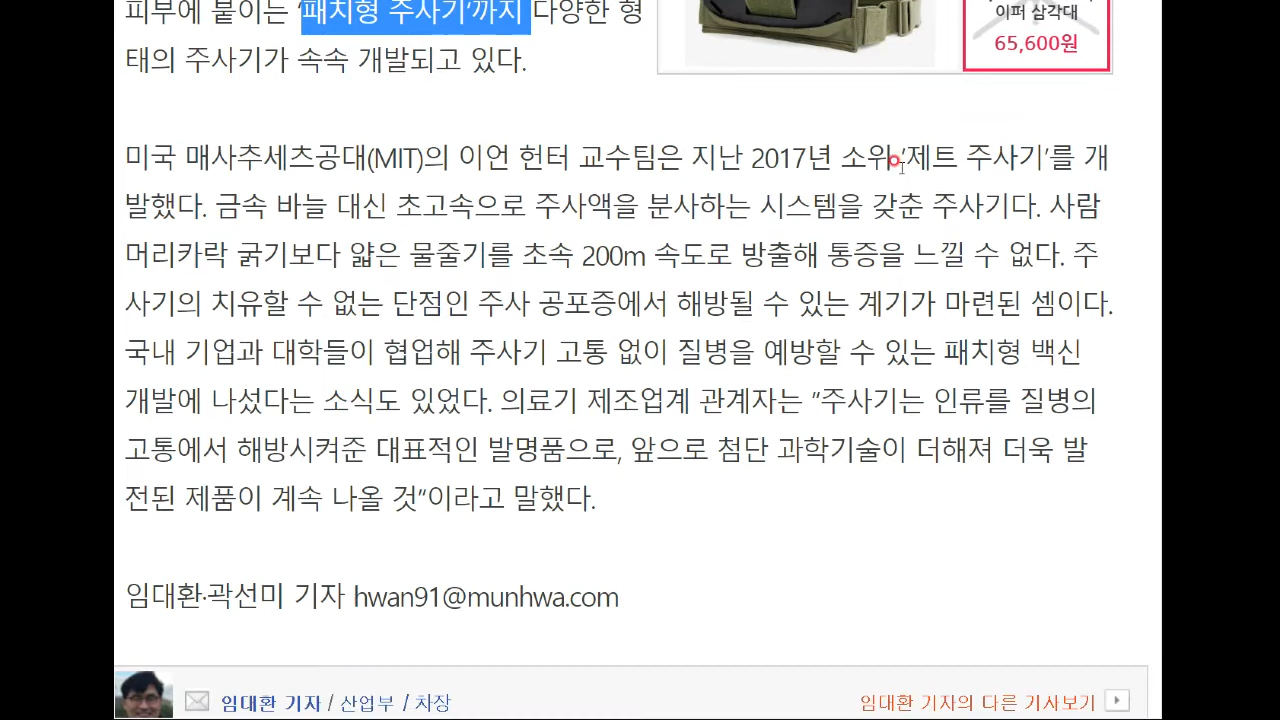 피부에 붙이는 ‘패치형 주사기’까지 다양한 형
태의 주사기가 속속 개발되고 있다.
이퍼 삼각대
65,600원
미국 매사추세츠공대(MIT)의 이언 헌터 교수팀은 지난 2017년 소위 ‘제트 주사기’를 개
발했다. 금속 바늘 대신 초고속으로 주사액을 분사하는 시스템을 갖춘 주사기다. 사람
머리카락 굵기보다 얇은 물줄기를 초속 200m 속도로 방출해 통증을 느낄 수 없다. 주
사기의 치유할 수 없는 단점인 주사 공포증에서 해방될 수 있는 계기가 마련된 셈이다.
국내 기업과 대학들이 협업해 주사기 고통 없이 질병을 예방할 수 있는 패치형 백신
개발에 나섰다는 소식도 있었다. 의료기 제조업계 관계자는 “주사기는 인류를 질병의
고통에서 해방시켜준 대표적인 발명품으로, 앞으로 첨단 과학기술이 더해져 더욱 발
전된 제품이 계속 나올 것”이라고 말했다.
임대환·곽선미 기자 hwan91@munhwa.com
임대환 기자 / 산업부 / 차장
임대환 기자의 다른 기사보기